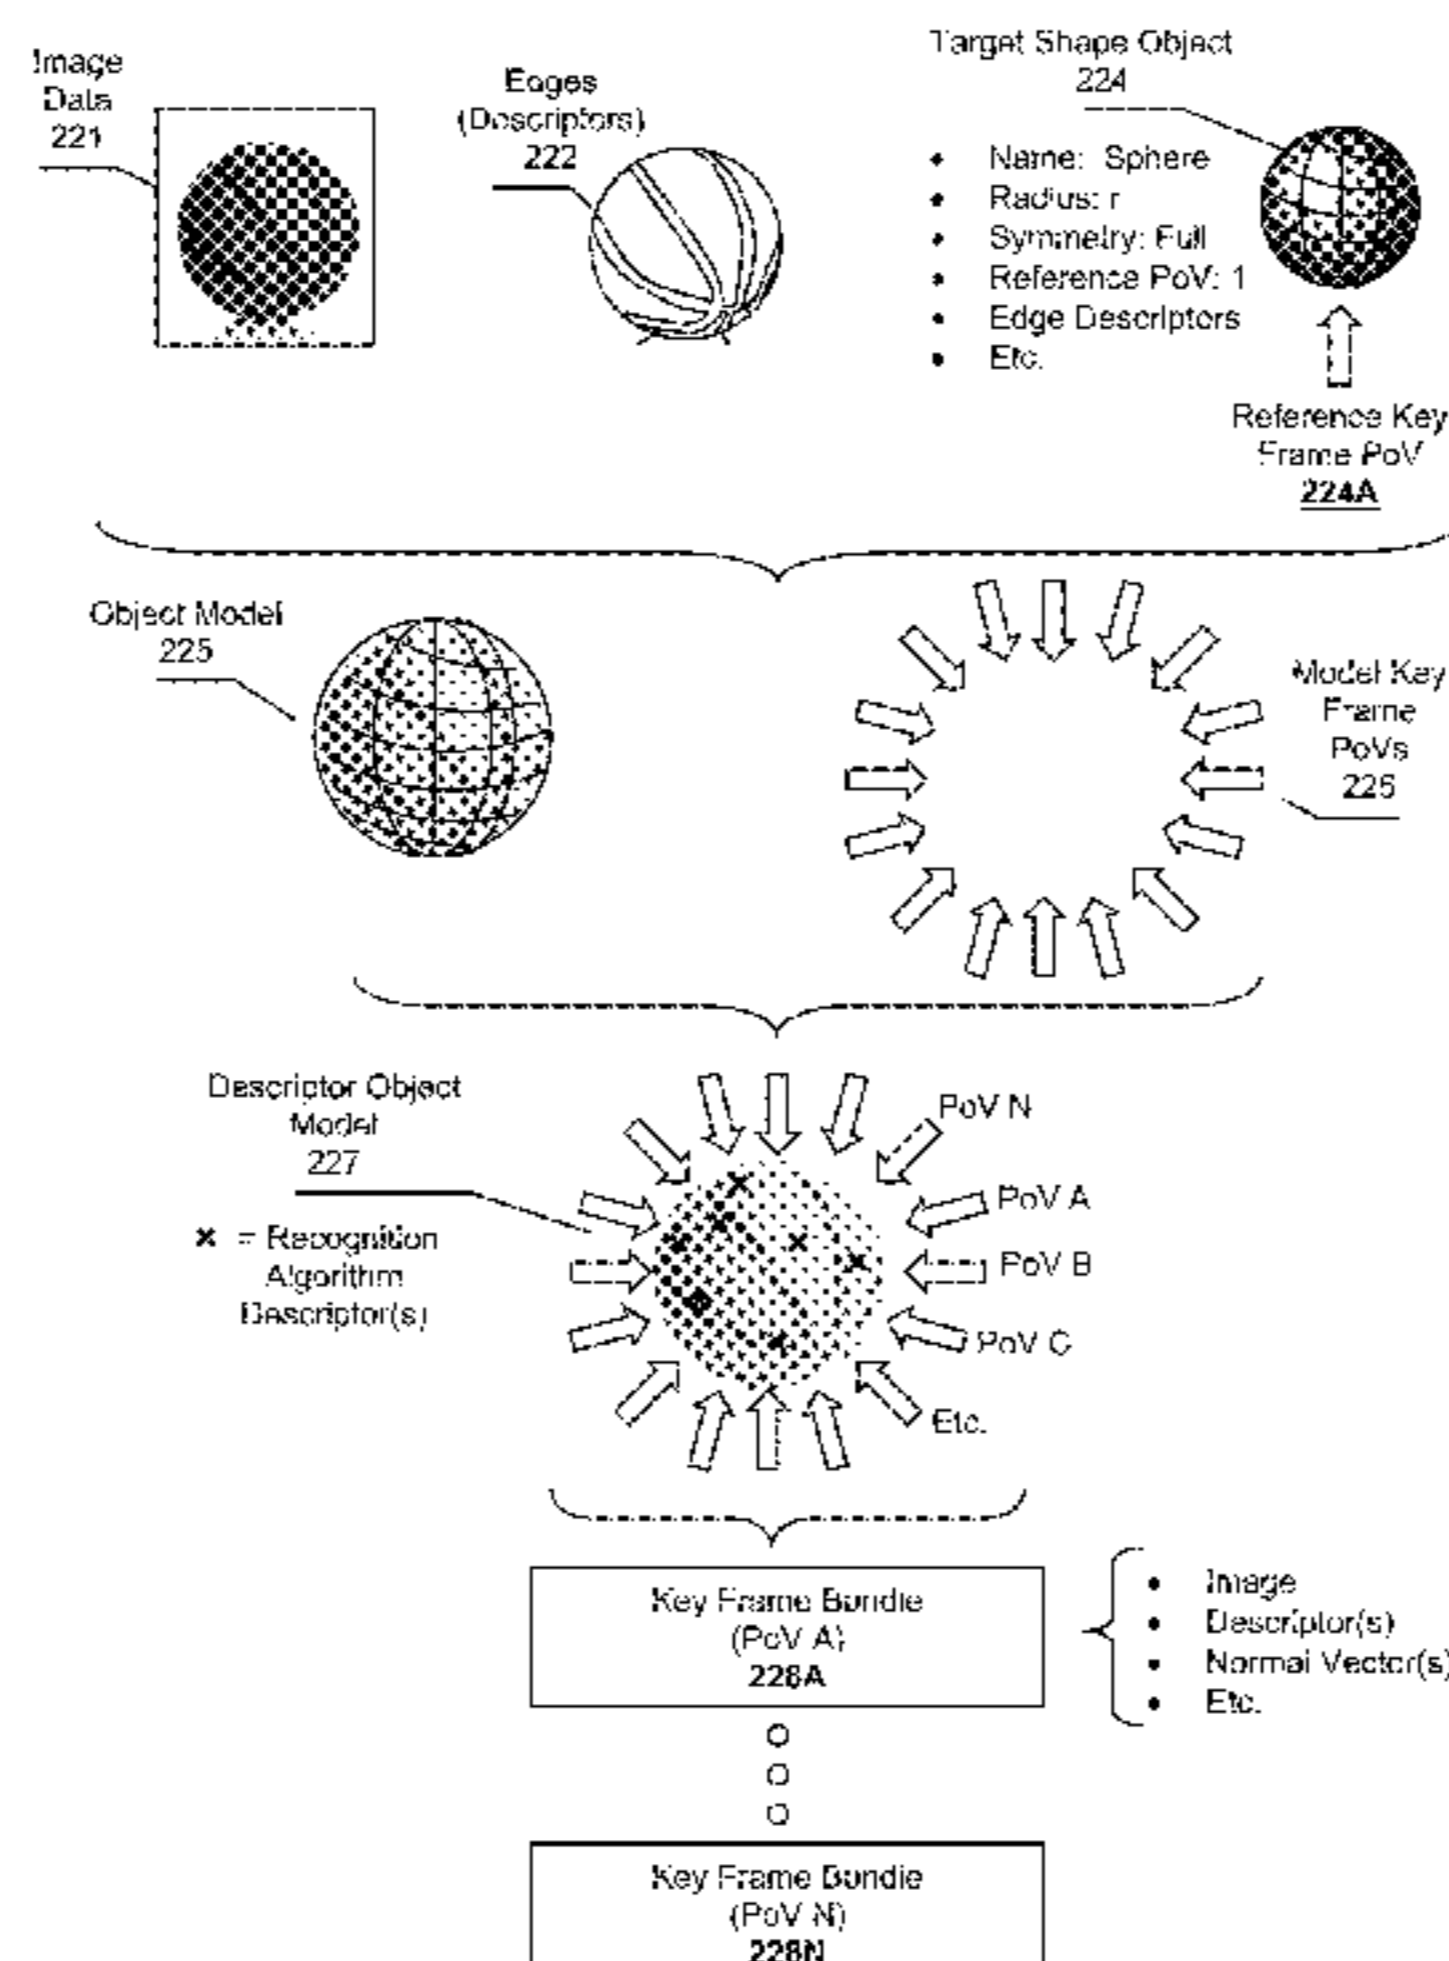 Image
Data
221
Edges
(Descriptors)
222
Target Shape Object
224
• Name: Sphere
• Radius: r
• Symmetry: Full
• Reference PoV: 1
• Edge Descriptors
• Etc.
Reference Key
Frame PoV
224A
Object Model
225
Model Key
Frame
PoVs
226
Descriptor Object
Model
227
x = Recognition
Algorithm
Descriptor(s)
PoV N
PoV A
PoV B
PoV C
Etc.
Key Frame Bundle
(PoV A)
228A
• Image
• Descriptor(s)
• Normal Vector(s)
• Etc.
Key Frame Bundle
(PoV N)
228N